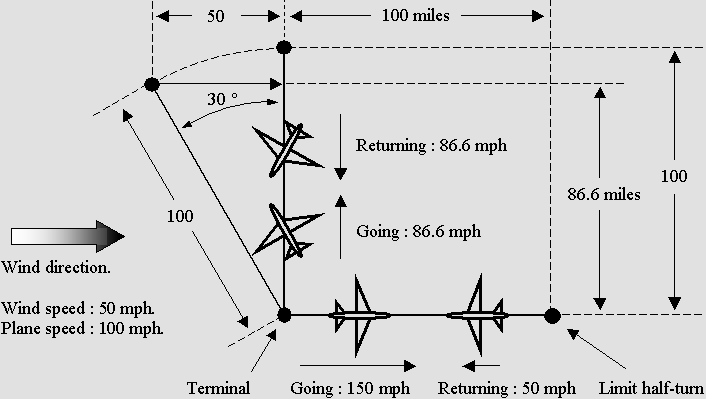 50
100 miles
30 °
Returning : 86.6 mph
86.6 miles
100
100
Going : 86.6 mph
Wind direction.
Wind speed : 50 mph.
Plane speed : 100 mph.
Terminal
Going : 150 mph
Returning : 50 mph
Limit half-turn